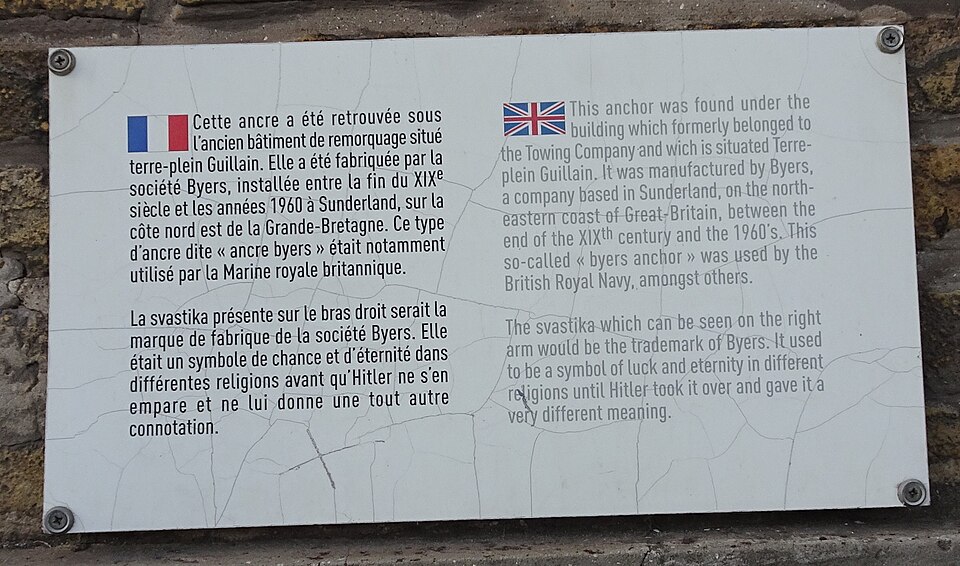 Cette ancre a été retrouvée sous
l'ancien bâtiment de remorquage situé
terre-plein Guillain. Elle a été fabriquée par la
société Byers, installée entre la fin du XIXe
siècle et les années 1960 à Sunderland, sur la
côte nord est de la Grande-Bretagne. Ce type
d'ancre dite « ancre byers » était notamment
utilisé par la Marine royale britannique.
La svastika présente sur le bras droit serait la
marque de fabrique de la société Byers. Elle
était un symbole de chance et d'éternité dans
différentes religions avant qu'Hitler ne s'en
empare et ne lui donne une tout autre
connotation.
This anchor was found under the
building which formerly belonged to
the Towing Company and wich is situated Terre-
plein Guillain. It was manufactured by Byers,
a company based in Sunderland, on the north-
eastern coast of Great-Britain, between the
end of the XIXth century and the 1960's. This
so-called « byers anchor » was used by the
British Royal Navy, amongst others.
The svastika which can be seen on the right
arm would be the trademark of Byers. It used
to be a symbol of luck and eternity in different
religions until Hitler took it over and gave it a
very different meaning.